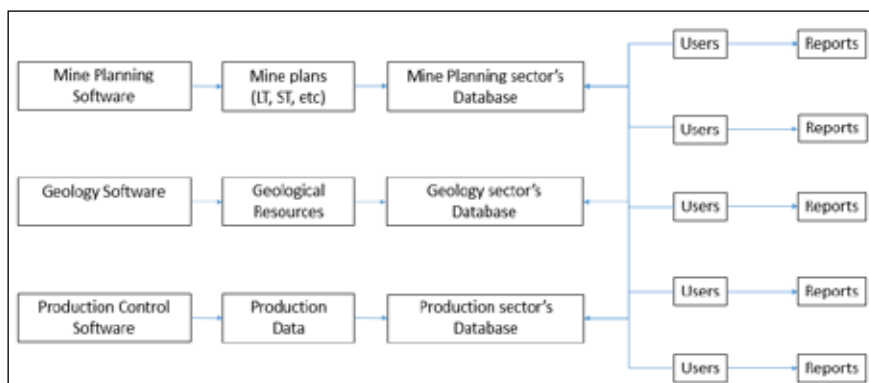 Users
Reports
Mine Planning
Software
Mine plans
(LT, ST, etc)
Mine Planning sector's
Database
Users
Reports
Geology Software
Geological
Resources
Geology sector's
Database
Users
Reports
Users
Reports
Production Control
Software
Production
Data
Production sector's
Database
Users
Reports